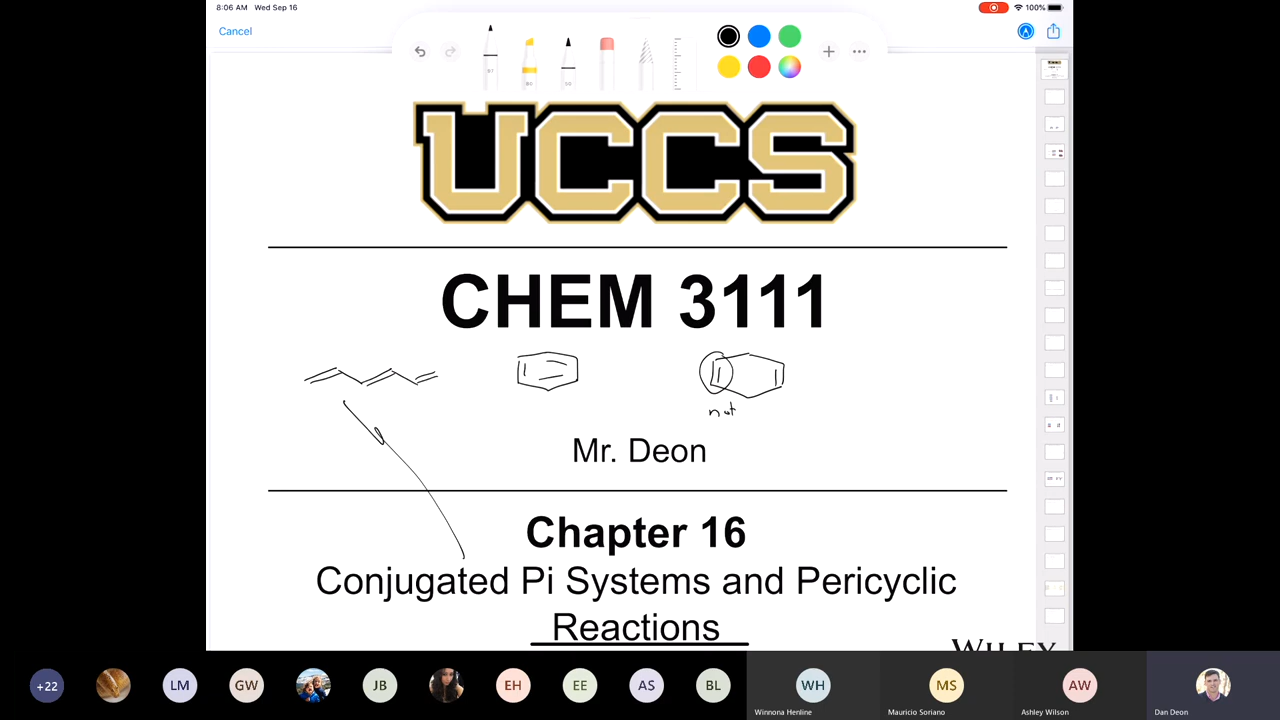 8:06 AM Wed Sep 16
100%
Cancel
UCCS
CHEM 3111
not
Mr. Deon
Chapter 16
Conjugated Pi Systems and Pericyclic
Reactions
WILEY
+22
LM
GW
JB
EH
EE
AS
BL
WH
MS
AW
Winnona Henline
Mauricio Soriano
Ashley Wilson
Dan Deon